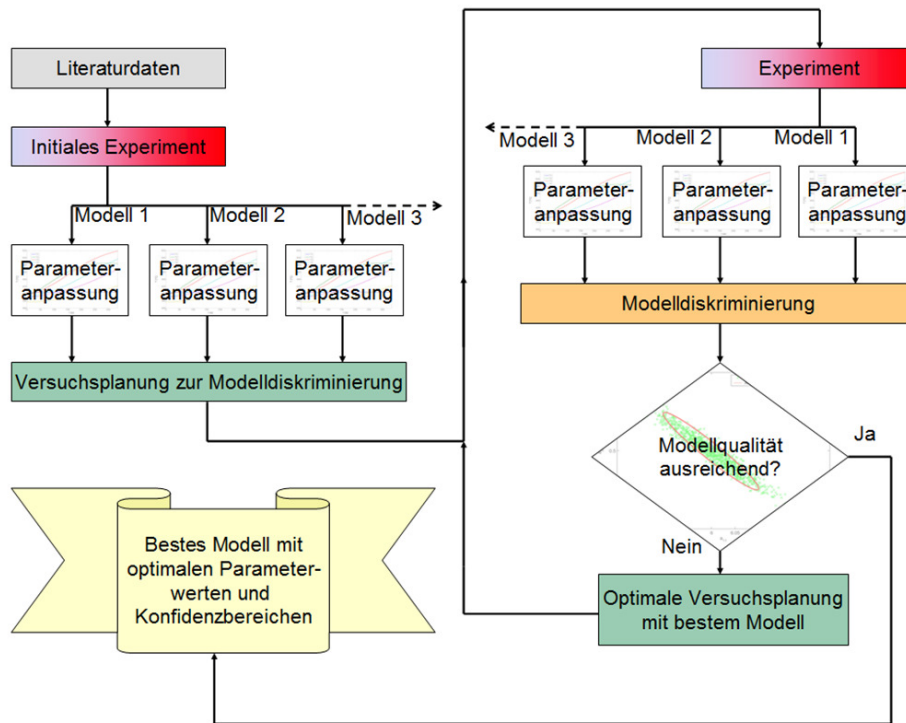 Literaturdaten
Initiales Experiment
Modell 1
Modell 2
Modell 3
Parameter-
anpassung
Parameter-
anpassung
Parameter-
anpassung
Versuchsplanung zur Modelldiskriminierung
Experiment
Modell 3
Modell 2
Modell 1
Parameter-
anpassung
Parameter-
anpassung
Parameter-
anpassung
Modelldiskriminierung
Modellqualität
ausreichend?
Ja
Nein
Optimale Versuchsplanung
mit bestem Modell
Bestes Modell mit
optimalen Parameter-
werten und
Konfidenzbereichen